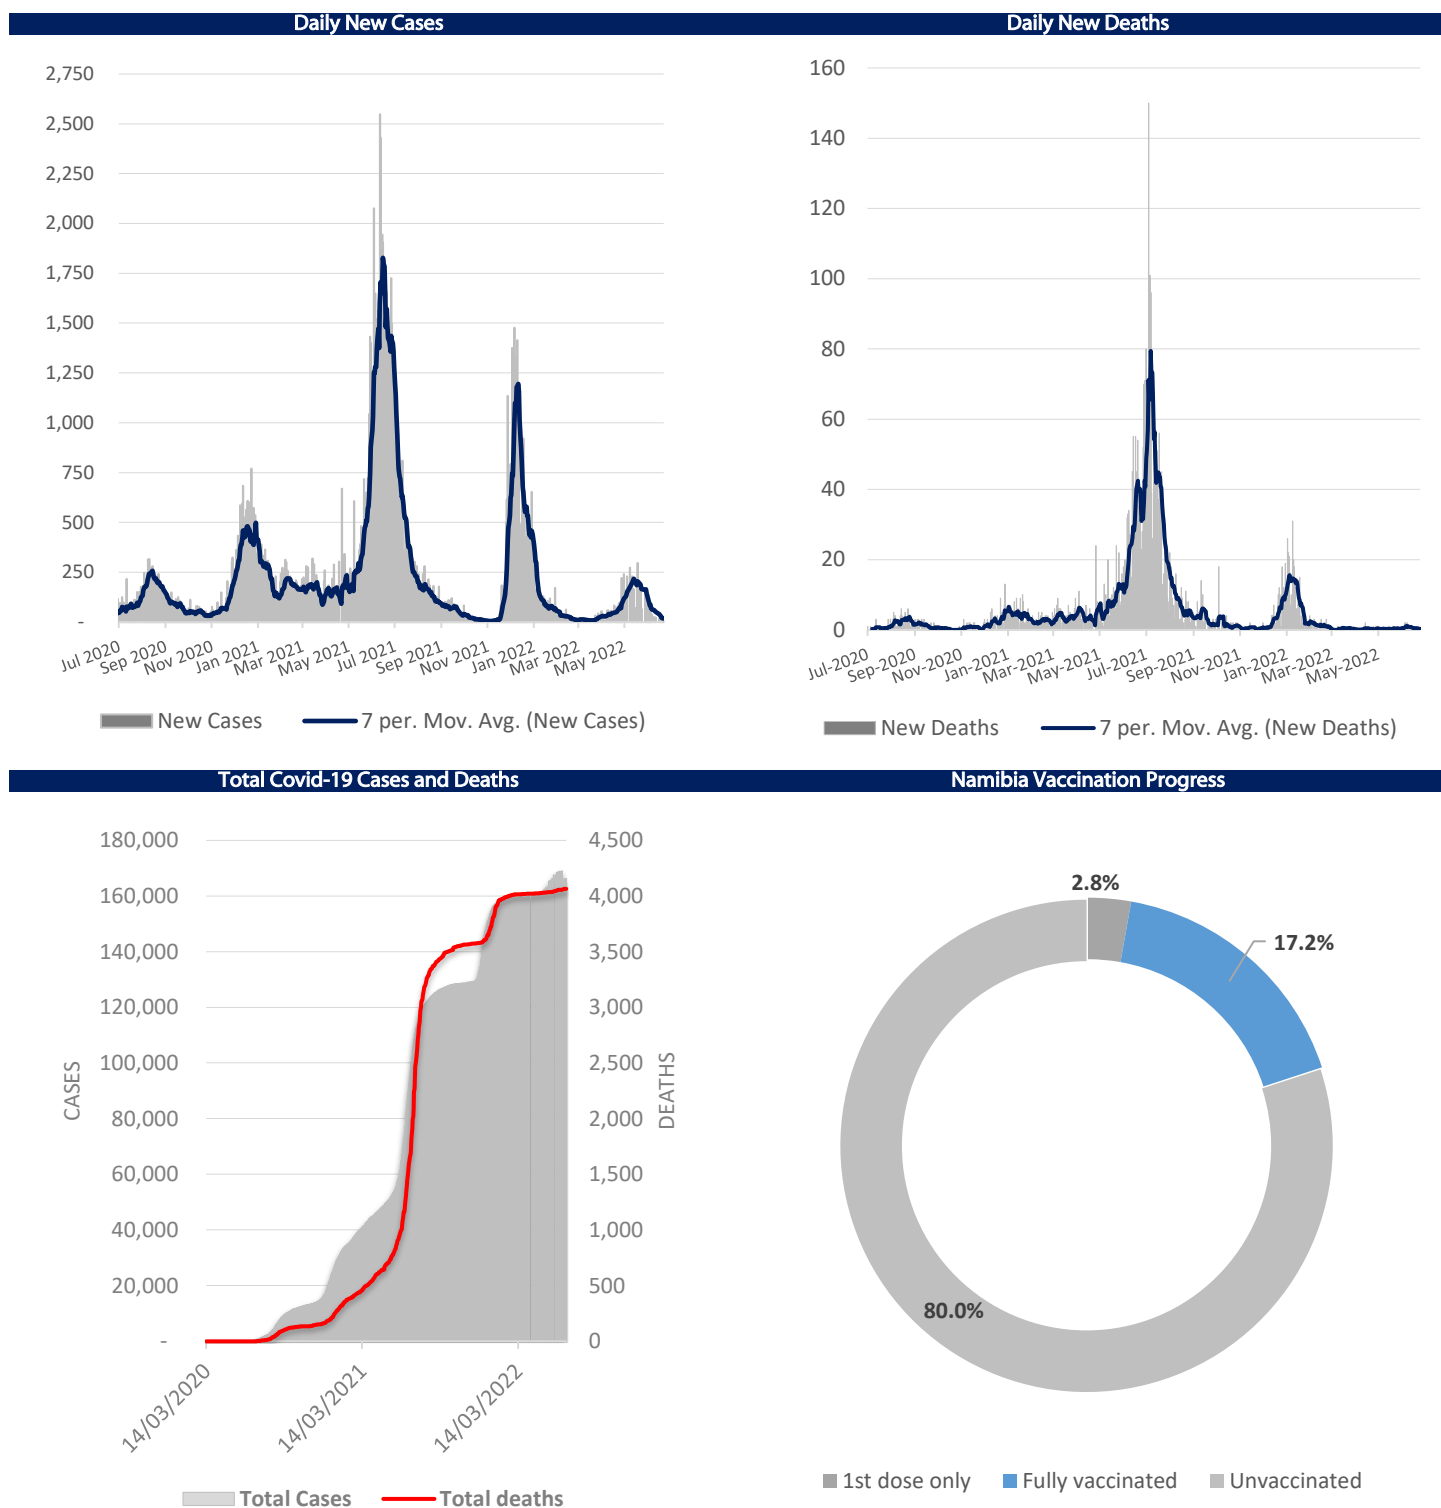 Daily New Cases
2,750
2,500
2,250
2,000
1,750
1,500
1,250
1,000
750
500
250
-
Jul 2020
Sep 2020
Nov 2020
Jan 2021
Mar 2021
May 2021
Jul 2021
Sep 2021
Nov 2021
Jan 2022
Mar 2022
May 2022
New Cases
7 per. Mov. Avg. (New Cases)
Daily New Deaths
160
140
120
100
80
60
40
20
0
Jul-2020
Sep-2020
Nov-2020
Jan-2021
Mar-2021
May-2021
Jul-2021
Sep-2021
Nov-2021
Jan-2022
Mar-2022
May-2022
New Deaths
7 per. Mov. Avg. (New Deaths)
Total Covid-19 Cases and Deaths
180,000
160,000
140,000
120,000
100,000
80,000
60,000
40,000
20,000
-
CASES
4,500
4,000
3,500
3,000
2,500
2,000
1,500
1,000
500
0
DEATHS
14/03/2020
14/03/2021
14/03/2022
Total Cases
Total deaths
Namibia Vaccination Progress
2.8%
17.2%
80.0%
1st dose only
Fully vaccinated
Unvaccinated